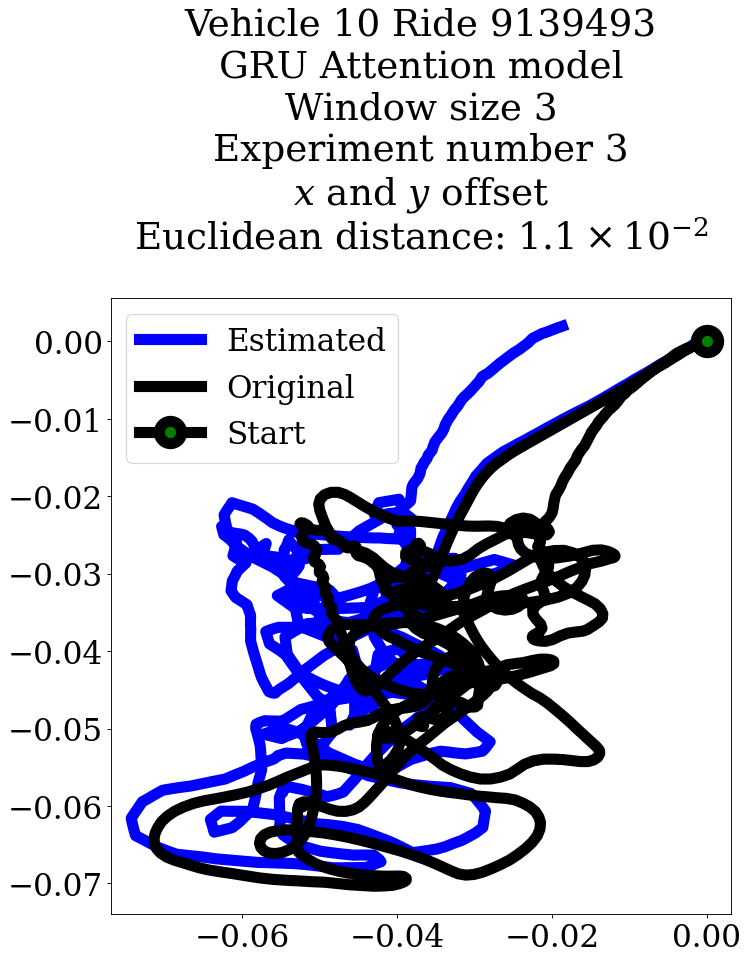 Vehicle 10 Ride 9139493
GRU Attention model
Window size 3
Experiment number 3
x and y offset
Euclidean distance: 1.1 × 10⁻²
Estimated
Original
Start
0.00
−0.01
−0.02
−0.03
−0.04
−0.05
−0.06
−0.07
−0.06 −0.04 −0.02 0.00